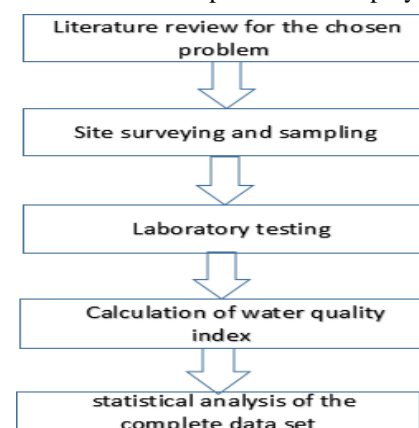 Literature review for the chosen
problem
Site surveying and sampling
Laboratory testing
Calculation of water quality
index
statistical analysis of the
complete data set